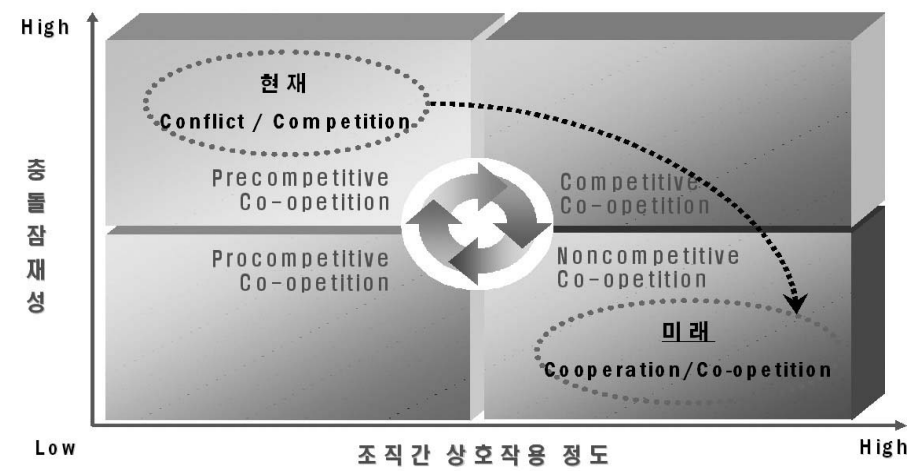 High
현재
Conflict / Competition
Precompetitive
Co-opetition
Competitive
Co-opetition
충돌잠재성
Procompetitive
Co-opetition
Noncompetitive
Co-opetition
미래
Cooperation/Co-opetition
Low
조직간 상호작용 정도
High